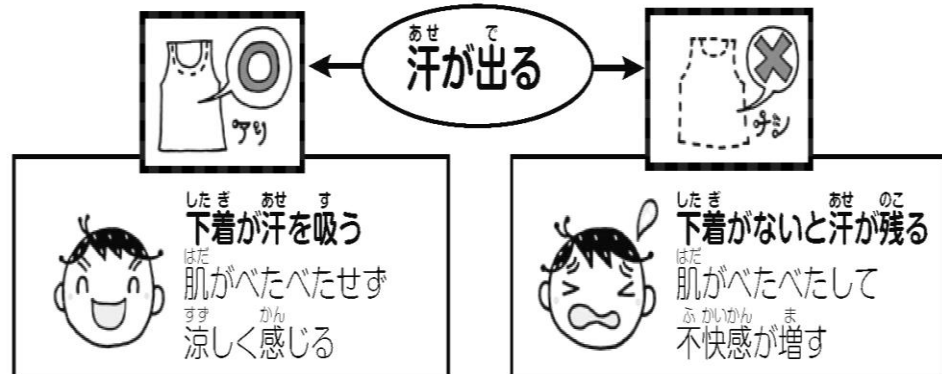 汗が出る
アリ
ナシ
下着が汗を吸う
肌がべたべたせず
涼しく感じる
下着がないと汗が残る
肌がべたべたして
不快感が増す